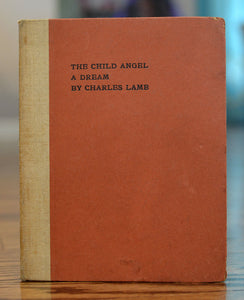 THE CHILD ANGEL
A DREAM
BY CHARLES LAMB